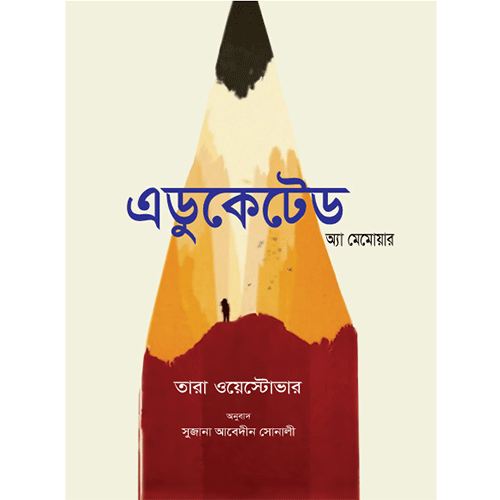 এডুকেটেড
অ্যা মেমোয়ার
তারা ওয়েস্টোভার
অনুবাদ
সুজানা আবেদীন সোনালী